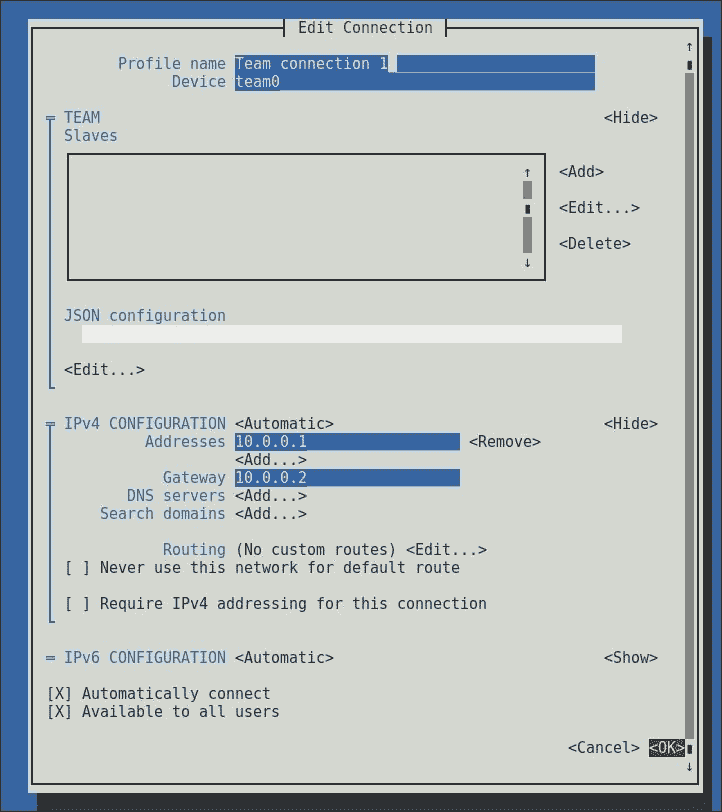 Edit Connection
Profile name Team connection 1
Device team0
TEAM <Hide>
Slaves
<Add>
<Edit...>
<Delete>
JSON configuration
<Edit...>
IPv4 CONFIGURATION <Automatic> <Hide>
Addresses 10.0.0.1 <Remove>
<Add...>
Gateway 10.0.0.2
DNS servers <Add...>
Search domains <Add...>
Routing (No custom routes) <Edit...>
[ ] Never use this network for default route
[ ] Require IPv4 addressing for this connection
IPv6 CONFIGURATION <Automatic> <Show>
[X] Automatically connect
[X] Available to all users
<Cancel> <OK>